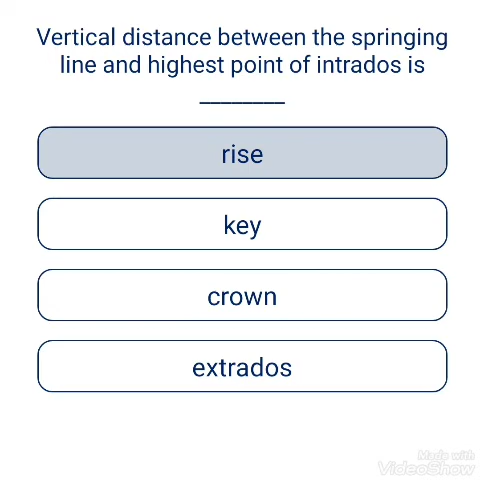 Vertical distance between the springing
line and highest point of intrados is
________
rise
key
crown
extrados
Made with
VideoShow